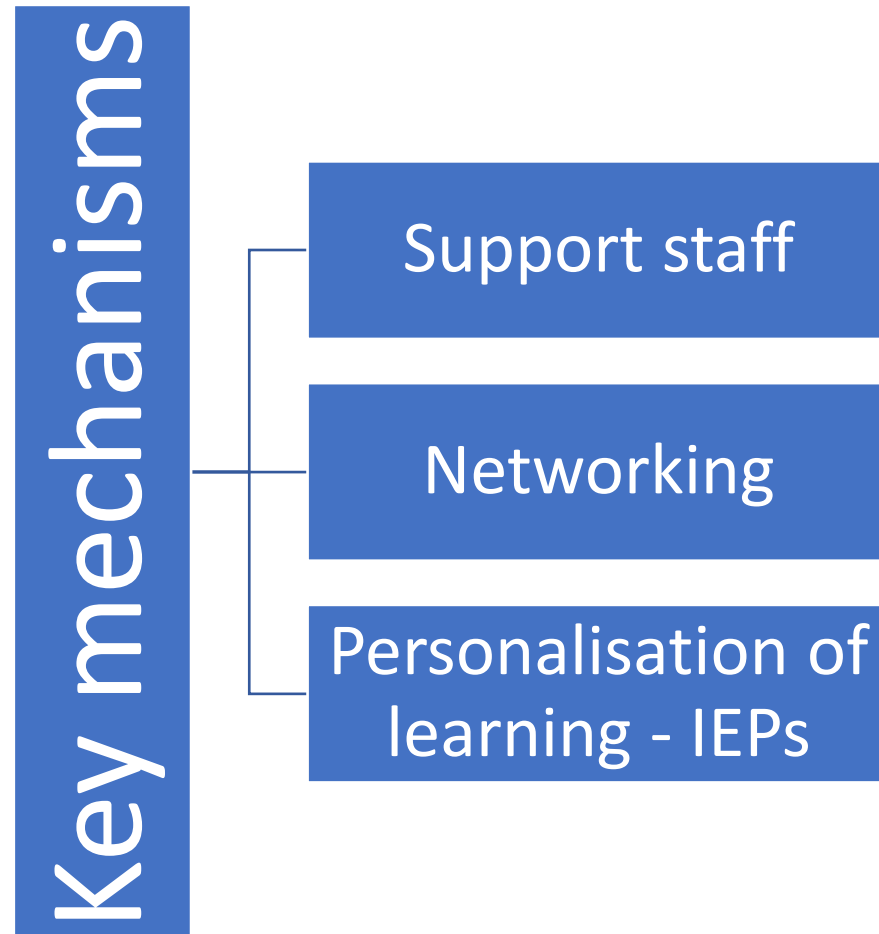 Key mechanisms
Support staff
Networking
Personalisation of
learning - IEPs